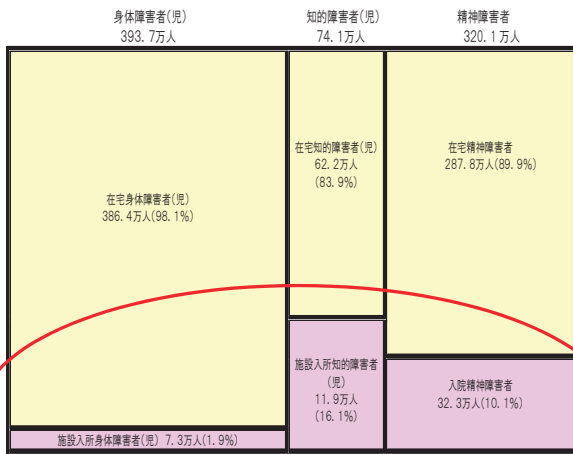 身体障害者(児)
393.7万人
知的障害者(児)
74.1万人
精神障害者
320.1万人
在宅身体障害者(児)
386.4万人(98.1%)
在宅知的障害者(児)
62.2万人
(83.9%)
在宅精神障害者
287.8万人(89.9%)
施設入所身体障害者(児) 7.3万人(1.9%)
施設入所知的障害者
(児)
11.9万人
(16.1%)
入院精神障害者
32.3万人(10.1%)